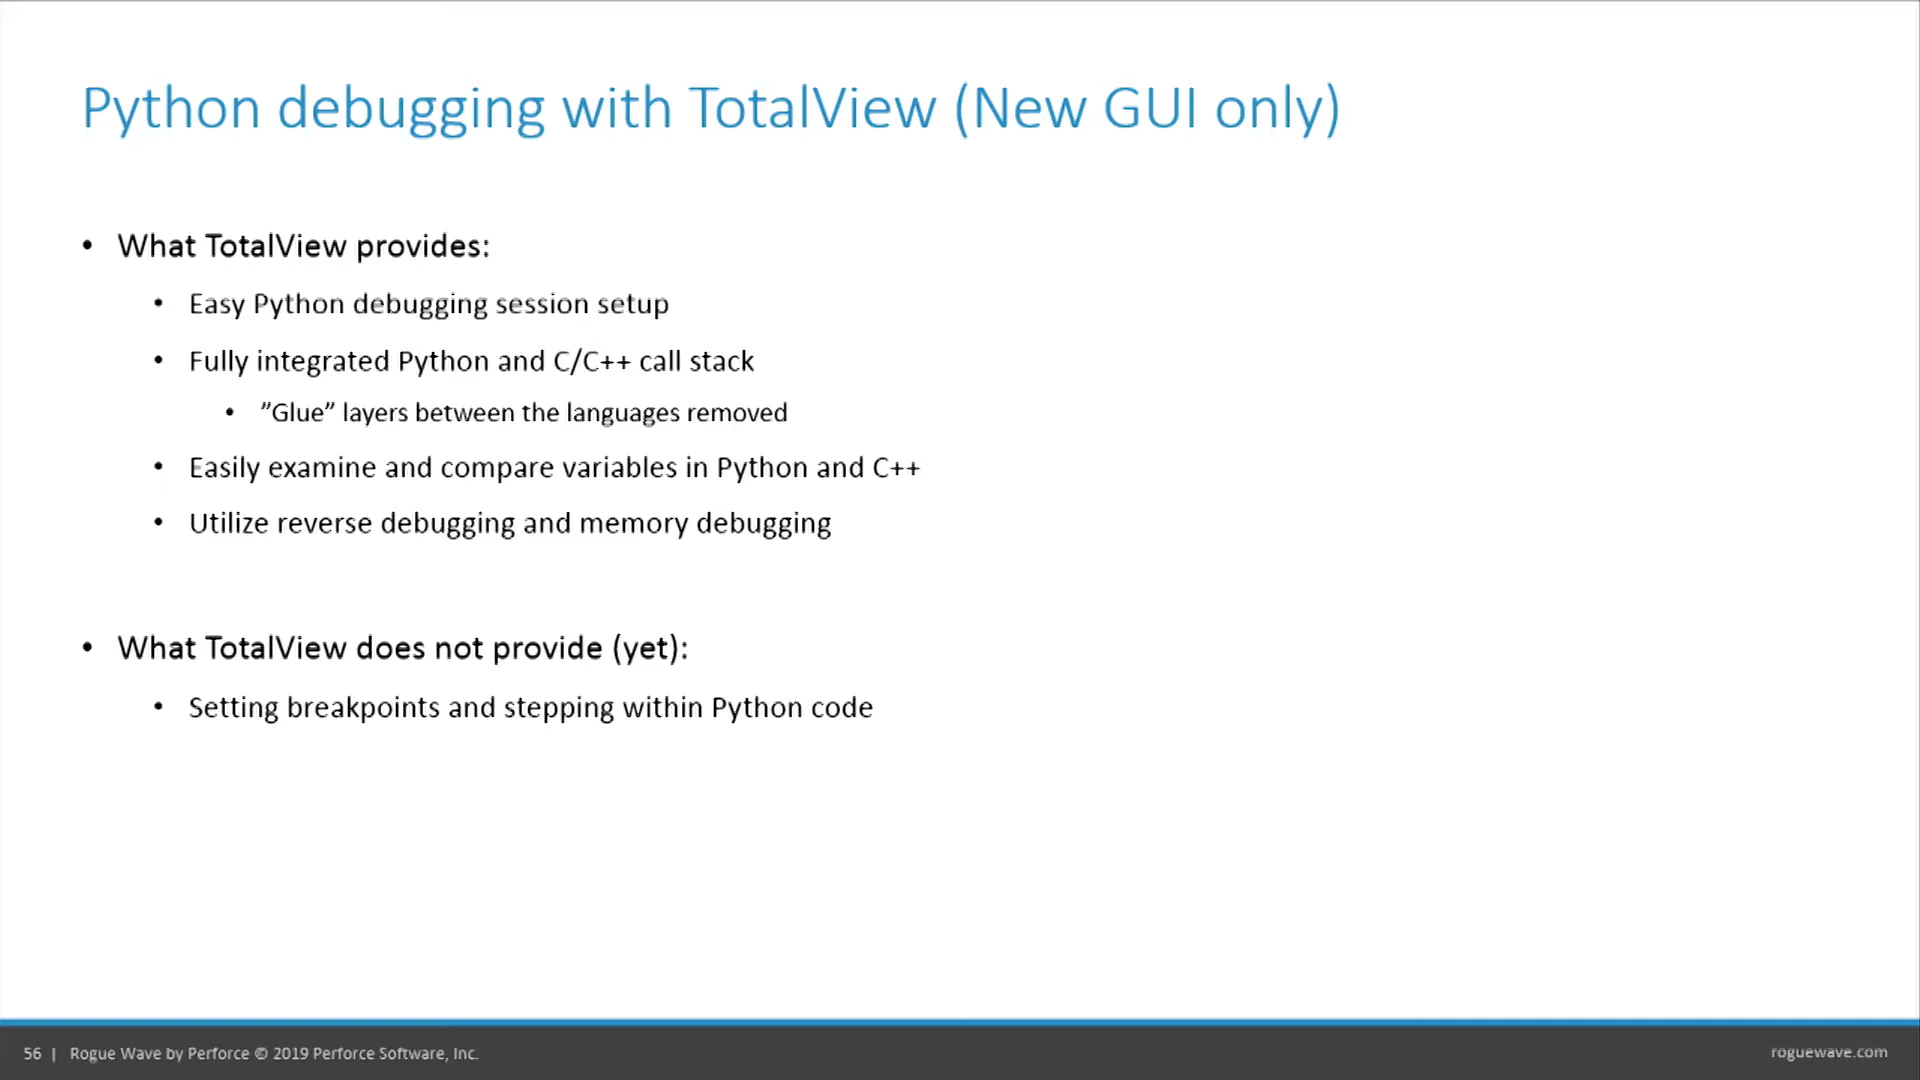 Python debugging with TotalView (New GUI only)
• What TotalView provides:
• Easy Python debugging session setup
• Fully integrated Python and C/C++ call stack
• ”Glue” layers between the languages removed
• Easily examine and compare variables in Python and C++
• Utilize reverse debugging and memory debugging
• What TotalView does not provide (yet):
• Setting breakpoints and stepping within Python code
56 | Rogue Wave by Perforce © 2019 Perforce Software, Inc.
roguewave.com